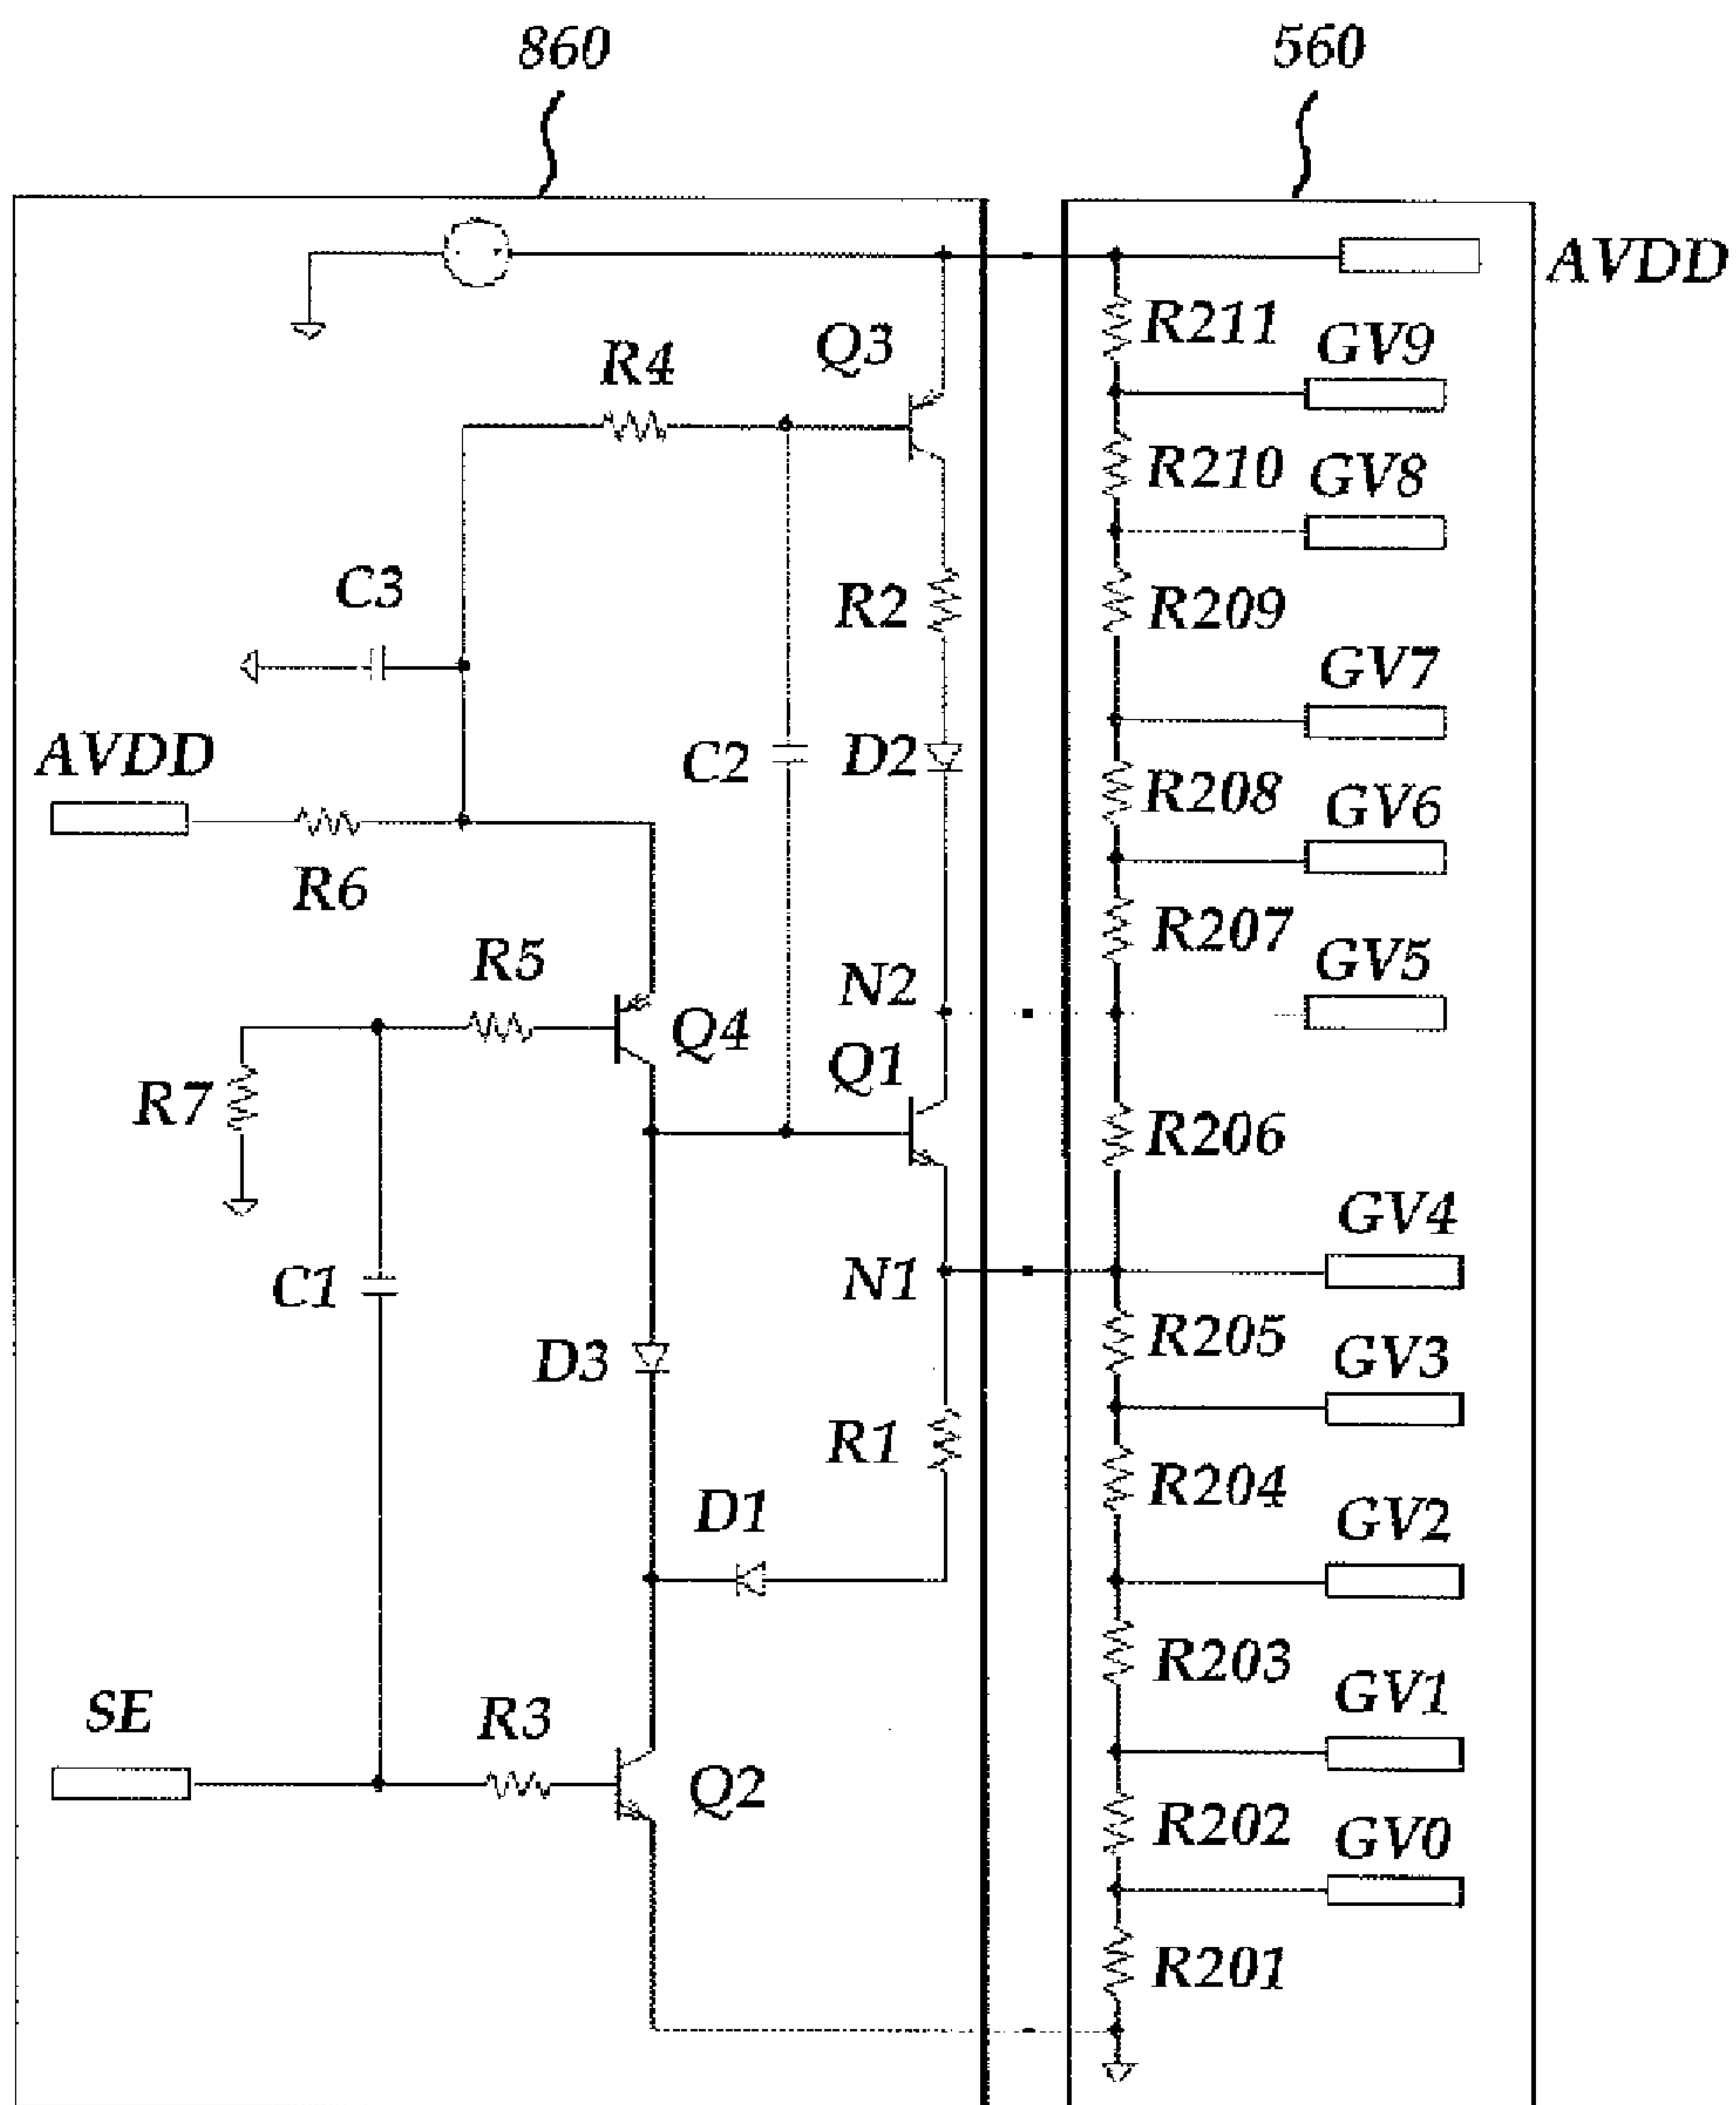 860
560
AVDD
R211
Q3
GV9
R4
R210
GV8
C3
R2
R209
GV7
AVDD
C2
D2
R208
GV6
R6
R207
R5
N2
GV5
Q4
Q1
R7
R206
GV4
C1
N1
R205
GV3
D3
R1
R204
D1
GV2
R203
SE
R3
GV1
Q2
R202
GV0
R201